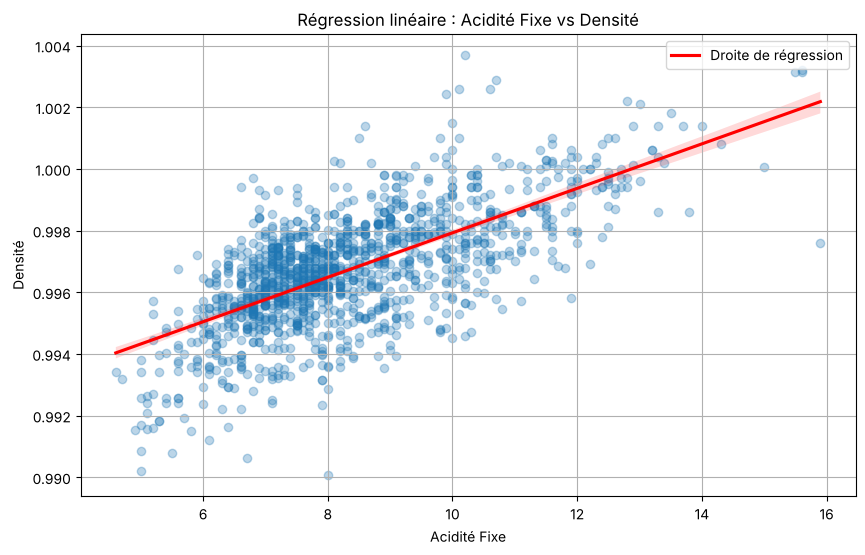 Régression linéaire : Acidité Fixe vs Densité
Droite de régression
Densité
1.004
1.002
1.000
0.998
0.996
0.994
0.992
0.990
6 8 10 12 14 16
Acidité Fixe